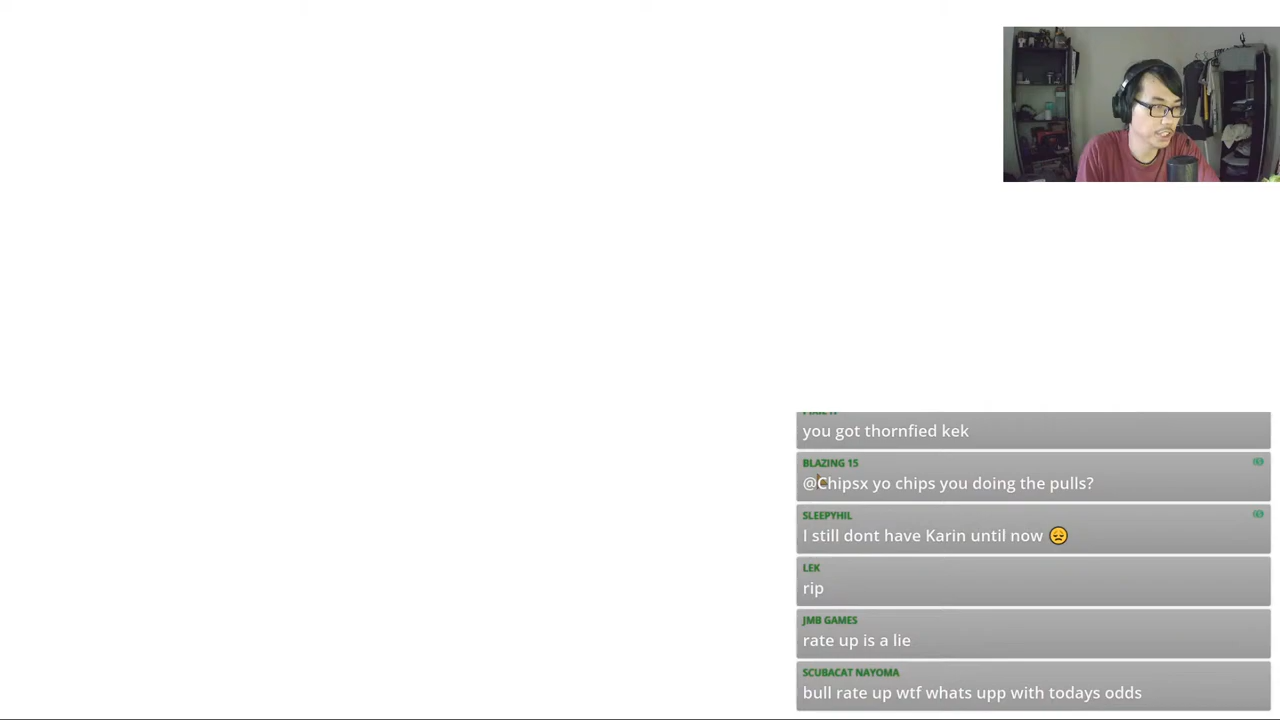 you got thornfied kek
BLAZING 15
@Chipsx yo chips you doing the pulls?
SLEEPYHIL
I still dont have Karin until now 😔
LEK
rip
JMB GAMES
rate up is a lie
SCUBACAT NAYOMA
bull rate up wtf whats upp with todays odds